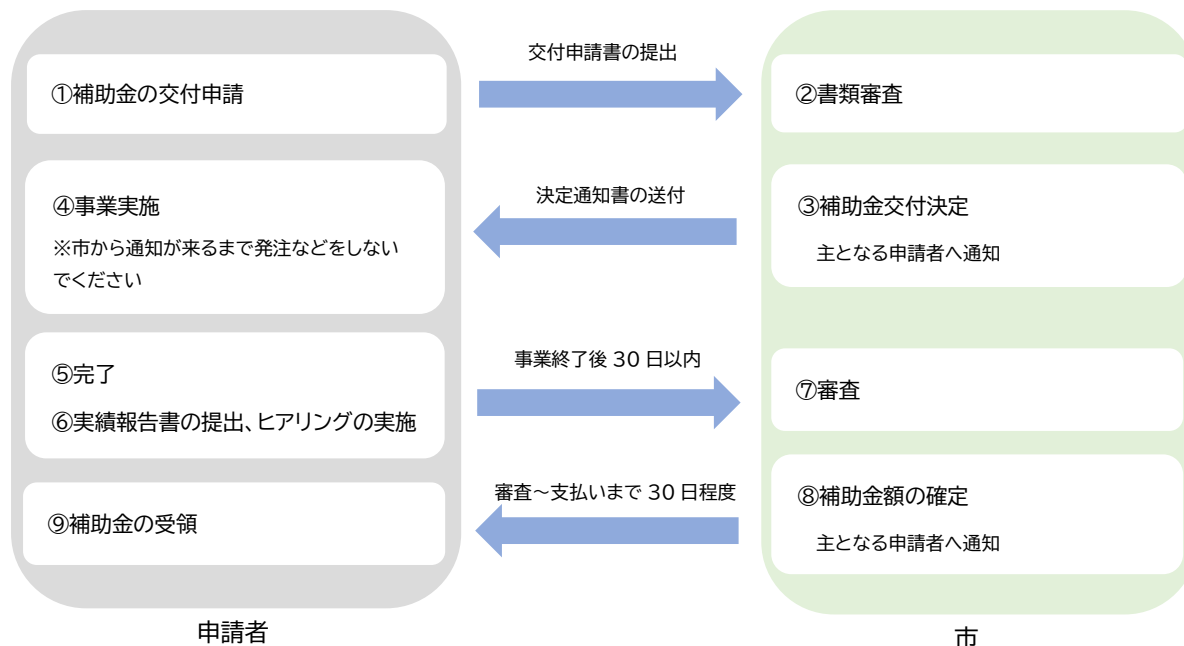 交付申請書の提出
①補助金の交付申請
②書類審査
決定通知書の送付
④事業実施
※市から通知が来るまで発注などをしない
でください
③補助金交付決定
主となる申請者へ通知
事業終了後 30 日以内
⑤完了
⑥実績報告書の提出、ヒアリングの実施
⑦審査
審査～支払いまで 30 日程度
⑧補助金額の確定
主となる申請者へ通知
⑨補助金の受領
申請者
市